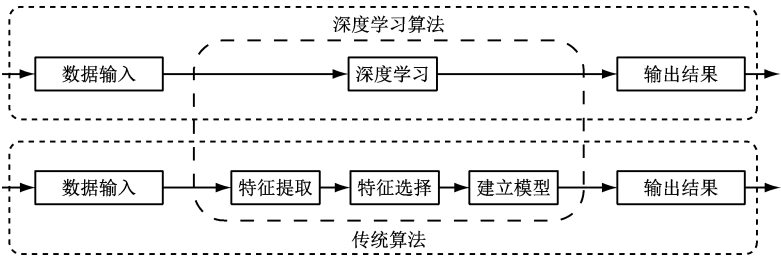 深度学习算法
数据输入 深度学习 输出结果
数据输入 特征提取 特征选择 建立模型 输出结果
传统算法